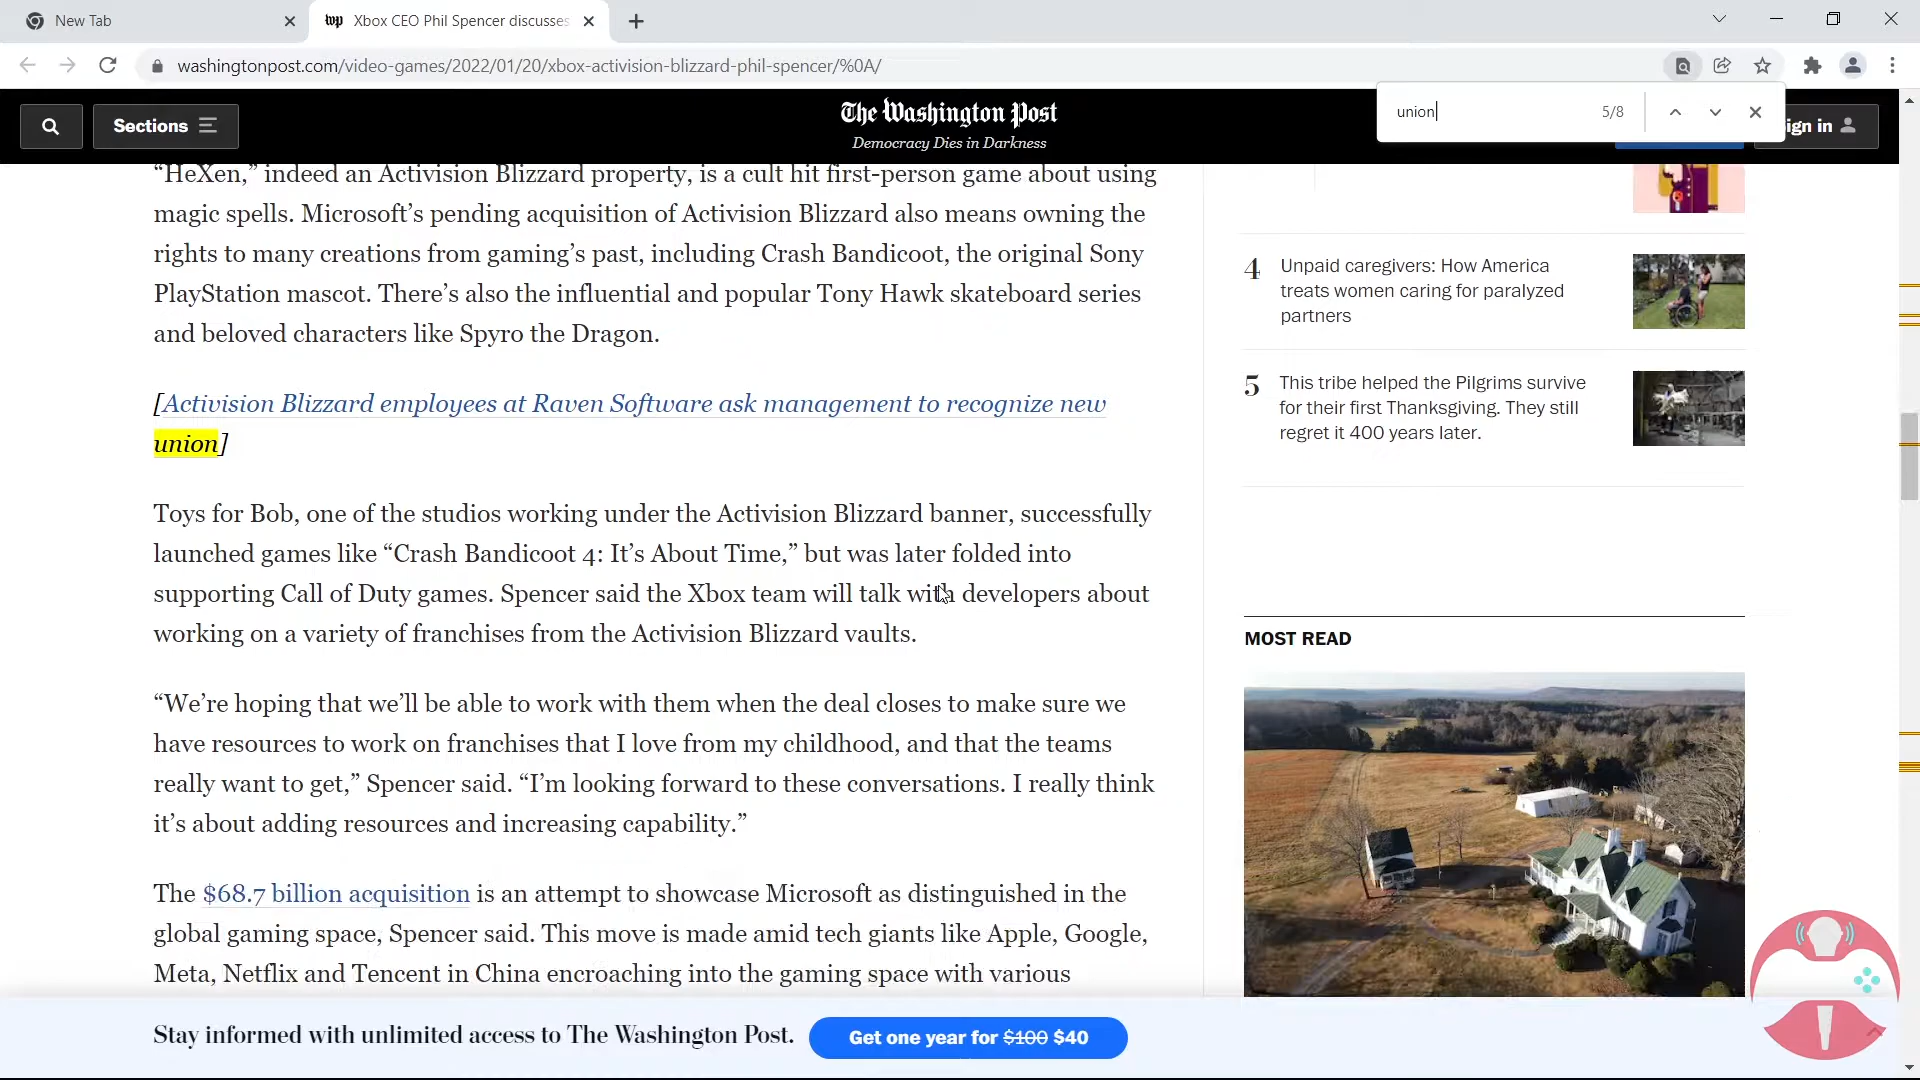 New Tab
Xbox CEO Phil Spencer discusses
washingtonpost.com/video-games/2022/01/20/xbox-activision-blizzard-phil-spencer/%0A/
union
5/8
Sections
The Washington Post
Democracy Dies in Darkness
ign in
“HeXen,” indeed an Activision Blizzard property, is a cult hit first-person game about using
magic spells. Microsoft’s pending acquisition of Activision Blizzard also means owning the
rights to many creations from gaming’s past, including Crash Bandicoot, the original Sony
PlayStation mascot. There’s also the influential and popular Tony Hawk skateboard series
and beloved characters like Spyro the Dragon.
[Activision Blizzard employees at Raven Software ask management to recognize new
union]
Toys for Bob, one of the studios working under the Activision Blizzard banner, successfully
launched games like “Crash Bandicoot 4: It’s About Time,” but was later folded into
supporting Call of Duty games. Spencer said the Xbox team will talk with developers about
working on a variety of franchises from the Activision Blizzard vaults.
“We’re hoping that we’ll be able to work with them when the deal closes to make sure we
have resources to work on franchises that I love from my childhood, and that the teams
really want to get,” Spencer said. “I’m looking forward to these conversations. I really think
it’s about adding resources and increasing capability.”
The $68.7 billion acquisition is an attempt to showcase Microsoft as distinguished in the
global gaming space, Spencer said. This move is made amid tech giants like Apple, Google,
Meta, Netflix and Tencent in China encroaching into the gaming space with various
4
Unpaid caregivers: How America
treats women caring for paralyzed
partners
5
This tribe helped the Pilgrims survive
for their first Thanksgiving. They still
regret it 400 years later.
MOST READ
Stay informed with unlimited access to The Washington Post.
Get one year for $100 $40